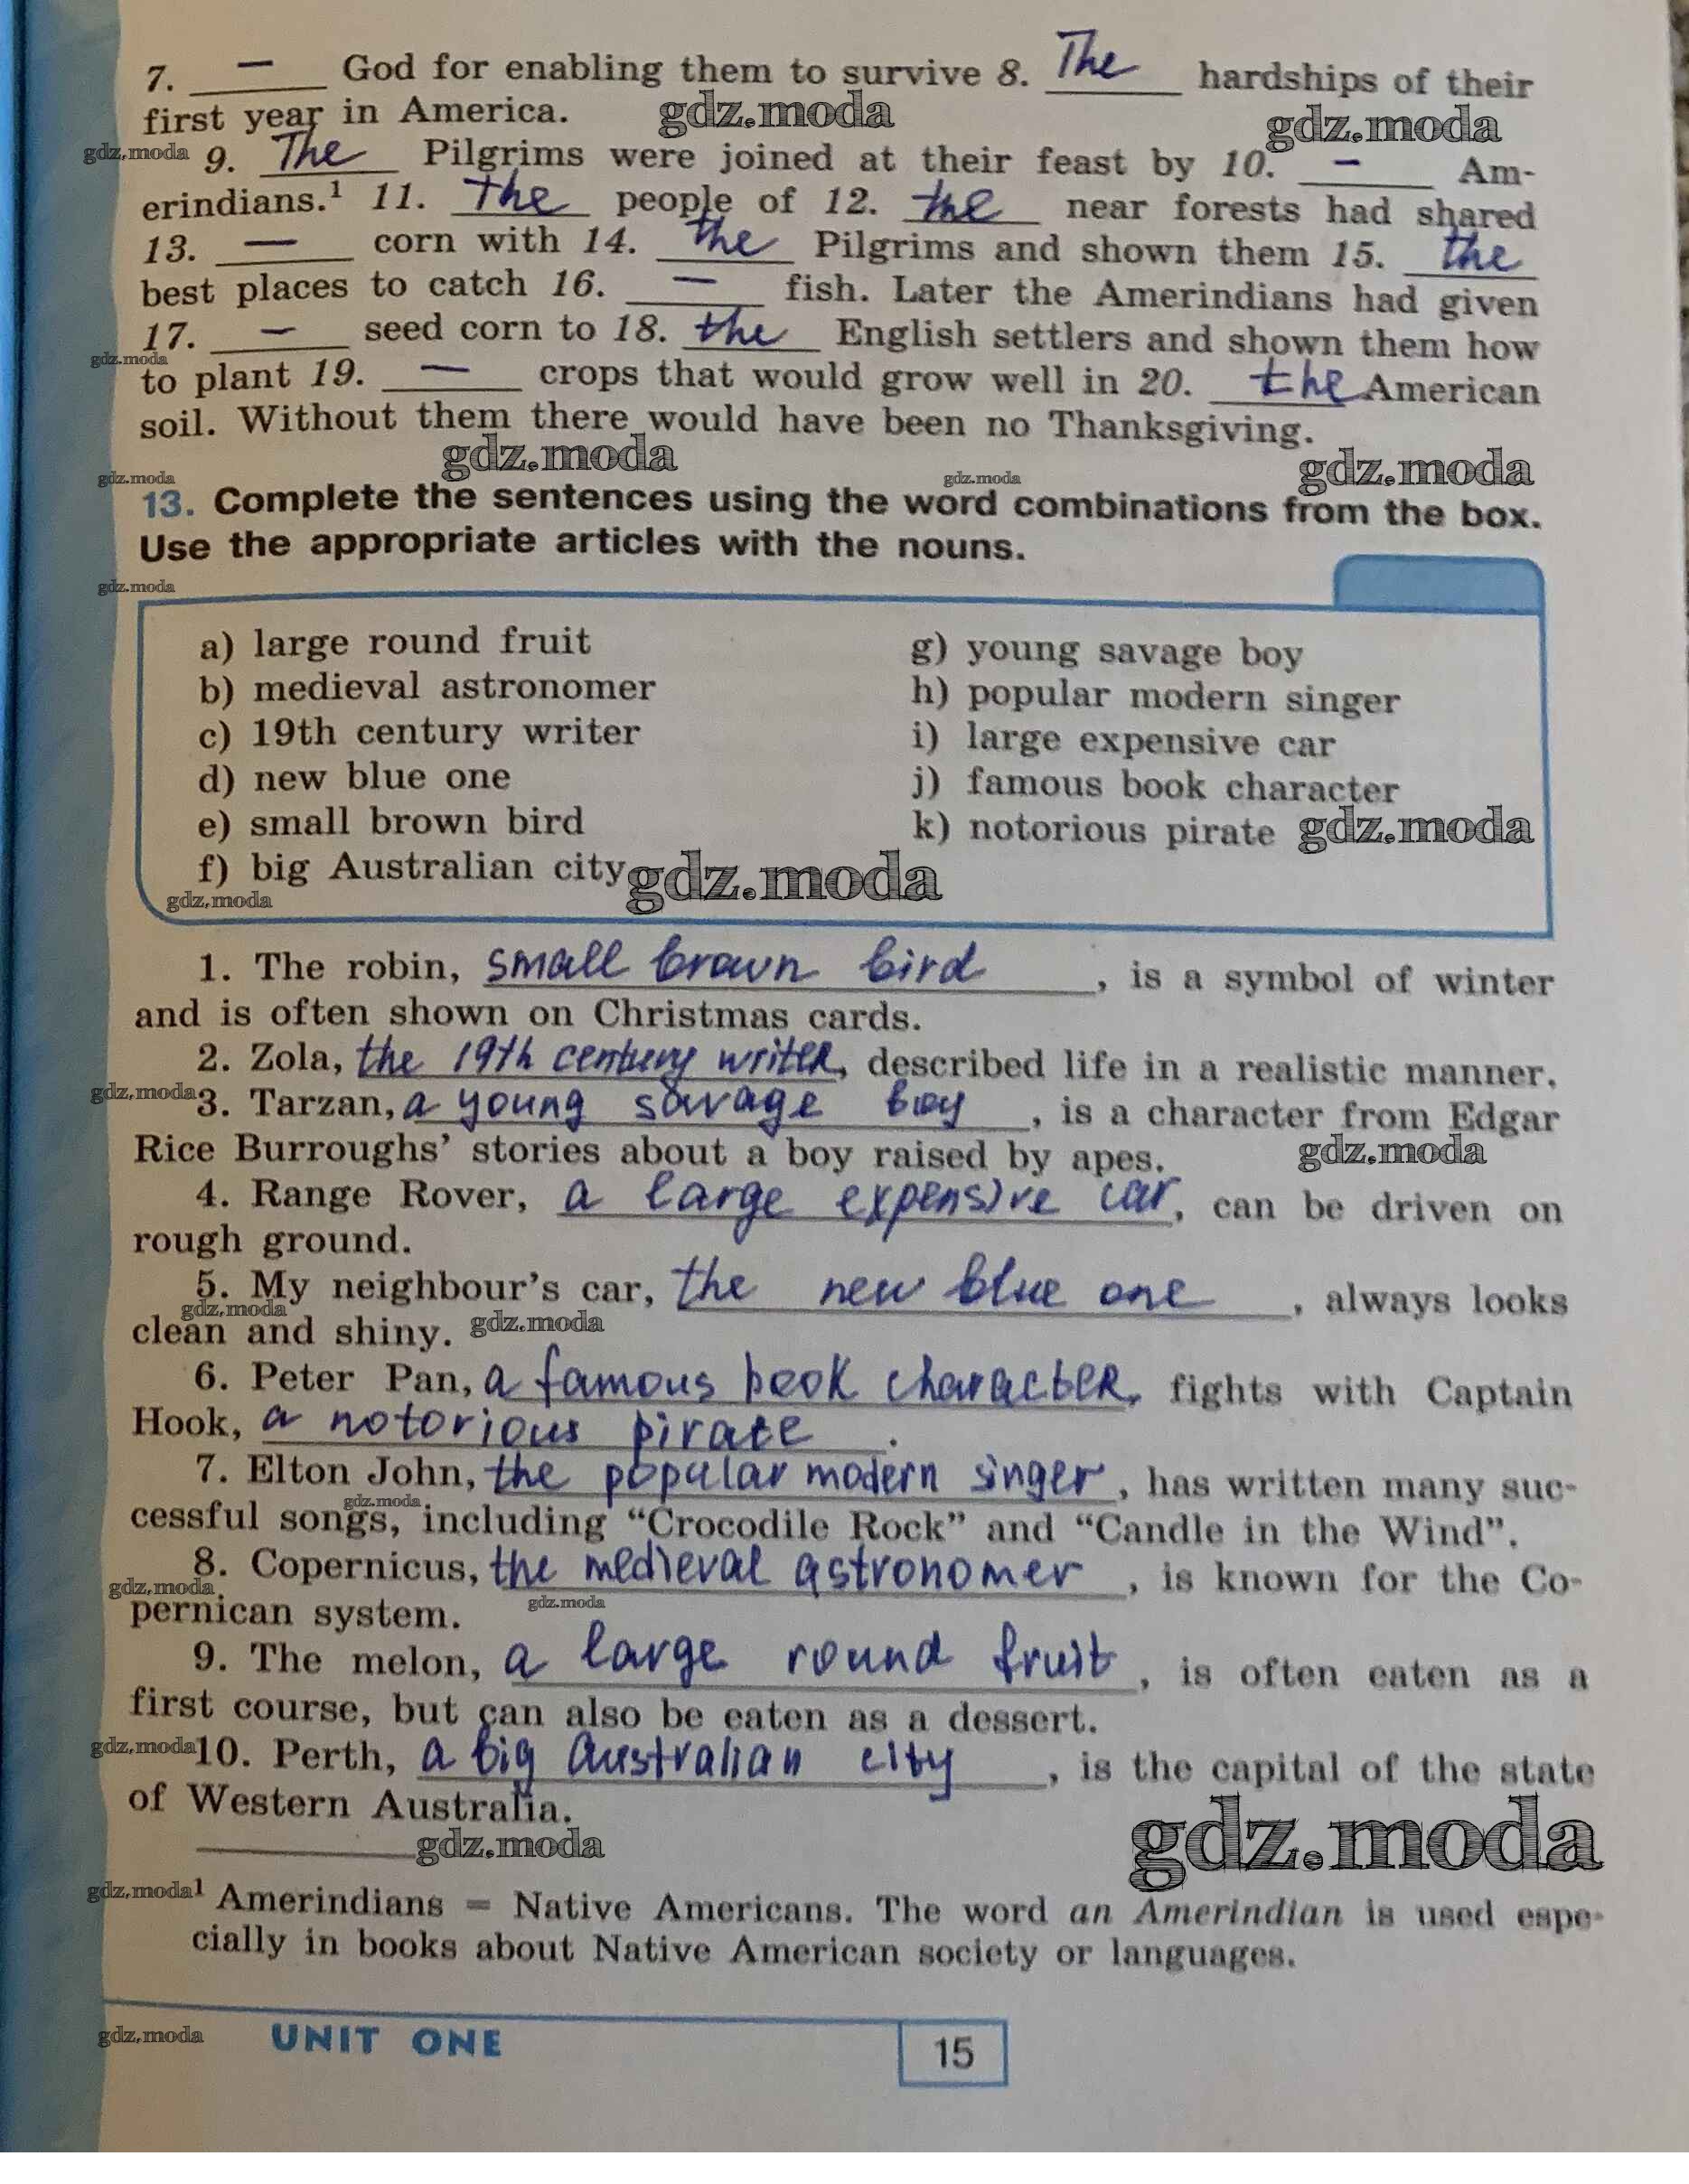 7. — God for enabling them to survive 8. The hardships of their
first year in America. gdz.moda gdz.moda
gdz.moda 9. The Pilgrims were joined at their feast by 10. — Am-
erindians.¹ 11. the people of 12. the near forests had shared
13. — corn with 14. the Pilgrims and shown them 15. the
best places to catch 16. — fish. Later the Amerindians had given
17. — seed corn to 18. the English settlers and shown them how
gdz.moda
to plant 19. — crops that would grow well in 20. the American
soil. Without them there would have been no Thanksgiving.
gdz.moda gdz.moda
gdz.moda gdz.moda
13. Complete the sentences using the word combinations from the box.
Use the appropriate articles with the nouns.
gdz.moda
a) large round fruit
b) medieval astronomer
c) 19th century writer
d) new blue one
e) small brown bird
f) big Australian city gdz.moda
gdz.moda
g) young savage boy
h) popular modern singer
i) large expensive car
j) famous book character
k) notorious pirate gdz.moda
1. The robin, small brown bird, is a symbol of winter
and is often shown on Christmas cards.
2. Zola, the 19th century writer, described life in a realistic manner.
gdz.moda 3. Tarzan, a young savage boy, is a character from Edgar
Rice Burroughs' stories about a boy raised by apes. gdz.moda
4. Range Rover, a large expensive car, can be driven on
rough ground.
5. My neighbour's car, the new blue one, always looks
gdz.moda
clean and shiny. gdz.moda
6. Peter Pan, a famous book character, fights with Captain
Hook, a notorious pirate.
7. Elton John, the popular modern singer, has written many suc-
gdz.moda
cessful songs, including "Crocodile Rock" and "Candle in the Wind".
8. Copernicus, the medieval astronomer, is known for the Co-
gdz.moda gdz.moda
pernican system.
9. The melon, a large round fruit, is often eaten as a
first course, but can also be eaten as a dessert.
gdz.moda 10. Perth, a big Australian city, is the capital of the state
of Western Australia.
gdz.moda gdz.moda
gdz.moda ¹ Amerindians = Native Americans. The word an Amerindian is used espe-
cially in books about Native American society or languages.
gdz.moda UNIT ONE 15